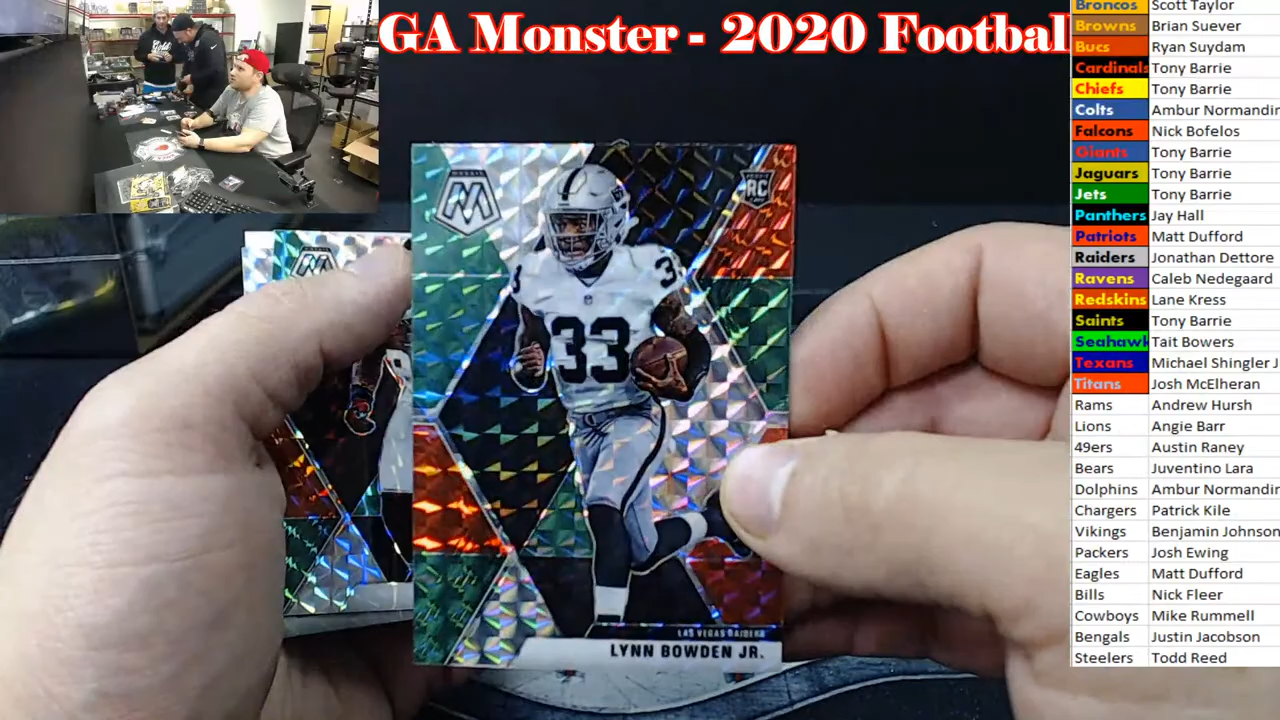 GA Monster - 2020 Football
Broncos Scott Taylor
Browns Brian Suever
Bucs Ryan Suydam
Cardinals Tony Barrie
Chiefs Tony Barrie
Colts Ambur Normandin
Falcons Nick Bofelos
Giants Tony Barrie
Jaguars Tony Barrie
Jets Tony Barrie
Panthers Jay Hall
Patriots Matt Dufford
Raiders Jonathan Dettore
Ravens Caleb Nedegaard
Redskins Lane Kress
Saints Tony Barrie
Seahawk Tait Bowers
Texans Michael Shingler J
Titans Josh McElheran
Rams Andrew Hursh
Lions Angie Barr
49ers Austin Raney
Bears Juventino Lara
Dolphins Ambur Normandin
Chargers Patrick Kile
Vikings Benjamin Johnson
Packers Josh Ewing
Eagles Matt Dufford
Bills Nick Fleer
Cowboys Mike Rummell
Bengals Justin Jacobson
Steelers Todd Reed
M
RC
33
33
LAS VEGAS RAIDERS
LYNN BOWDEN JR.